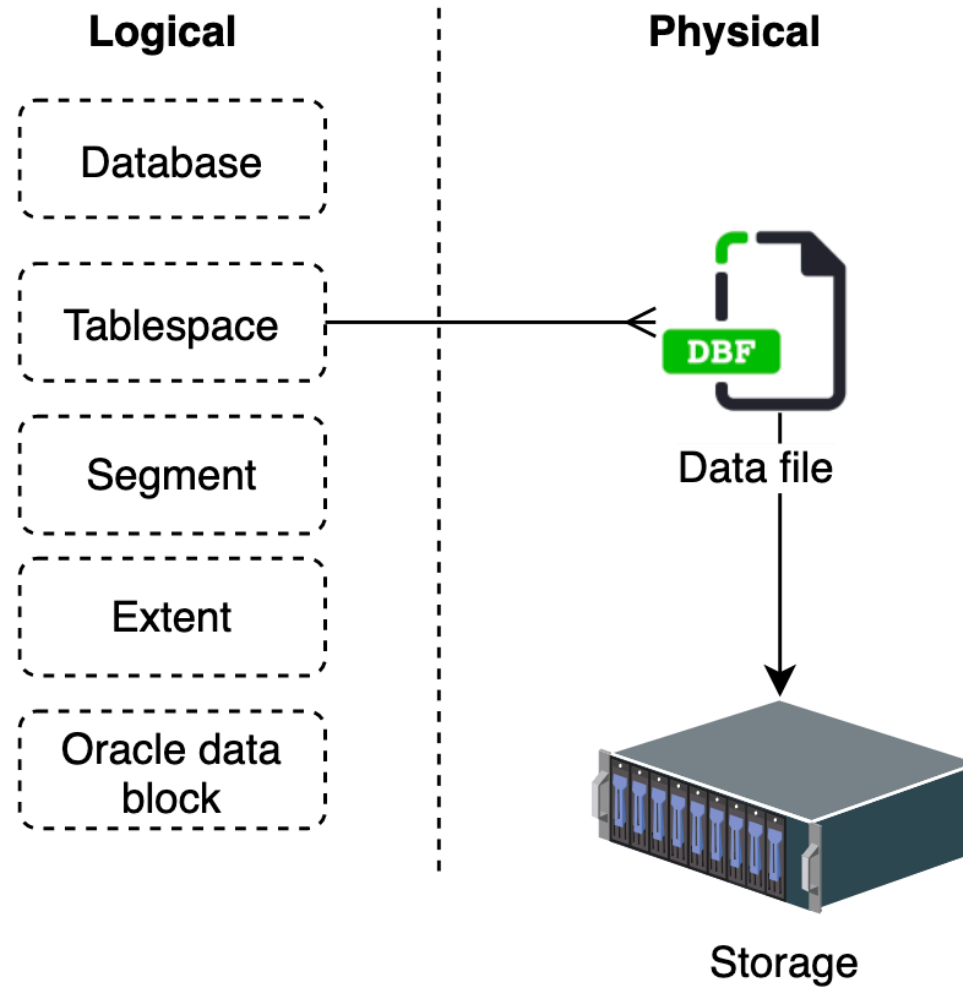 Logical
Physical
Database
Tablespace
DBF
Data file
Segment
Extent
Oracle data
block
Storage